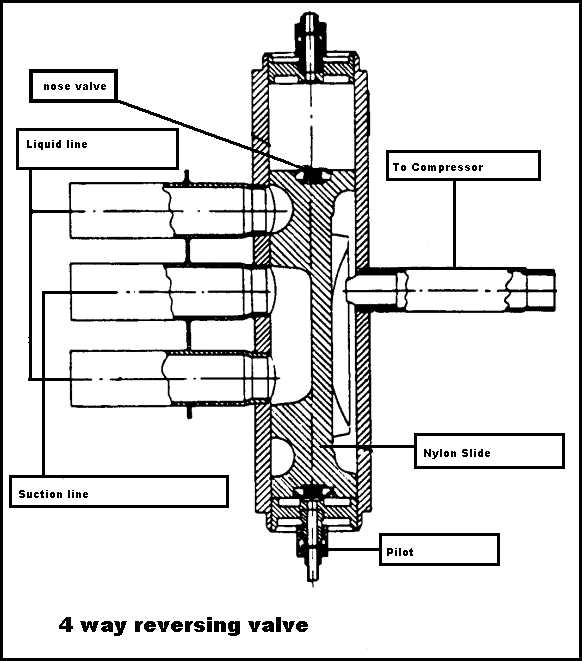 nose valve
Liquid line
To Compressor
Nylon Slide
Suction line
Pilot
4 way reversing valve